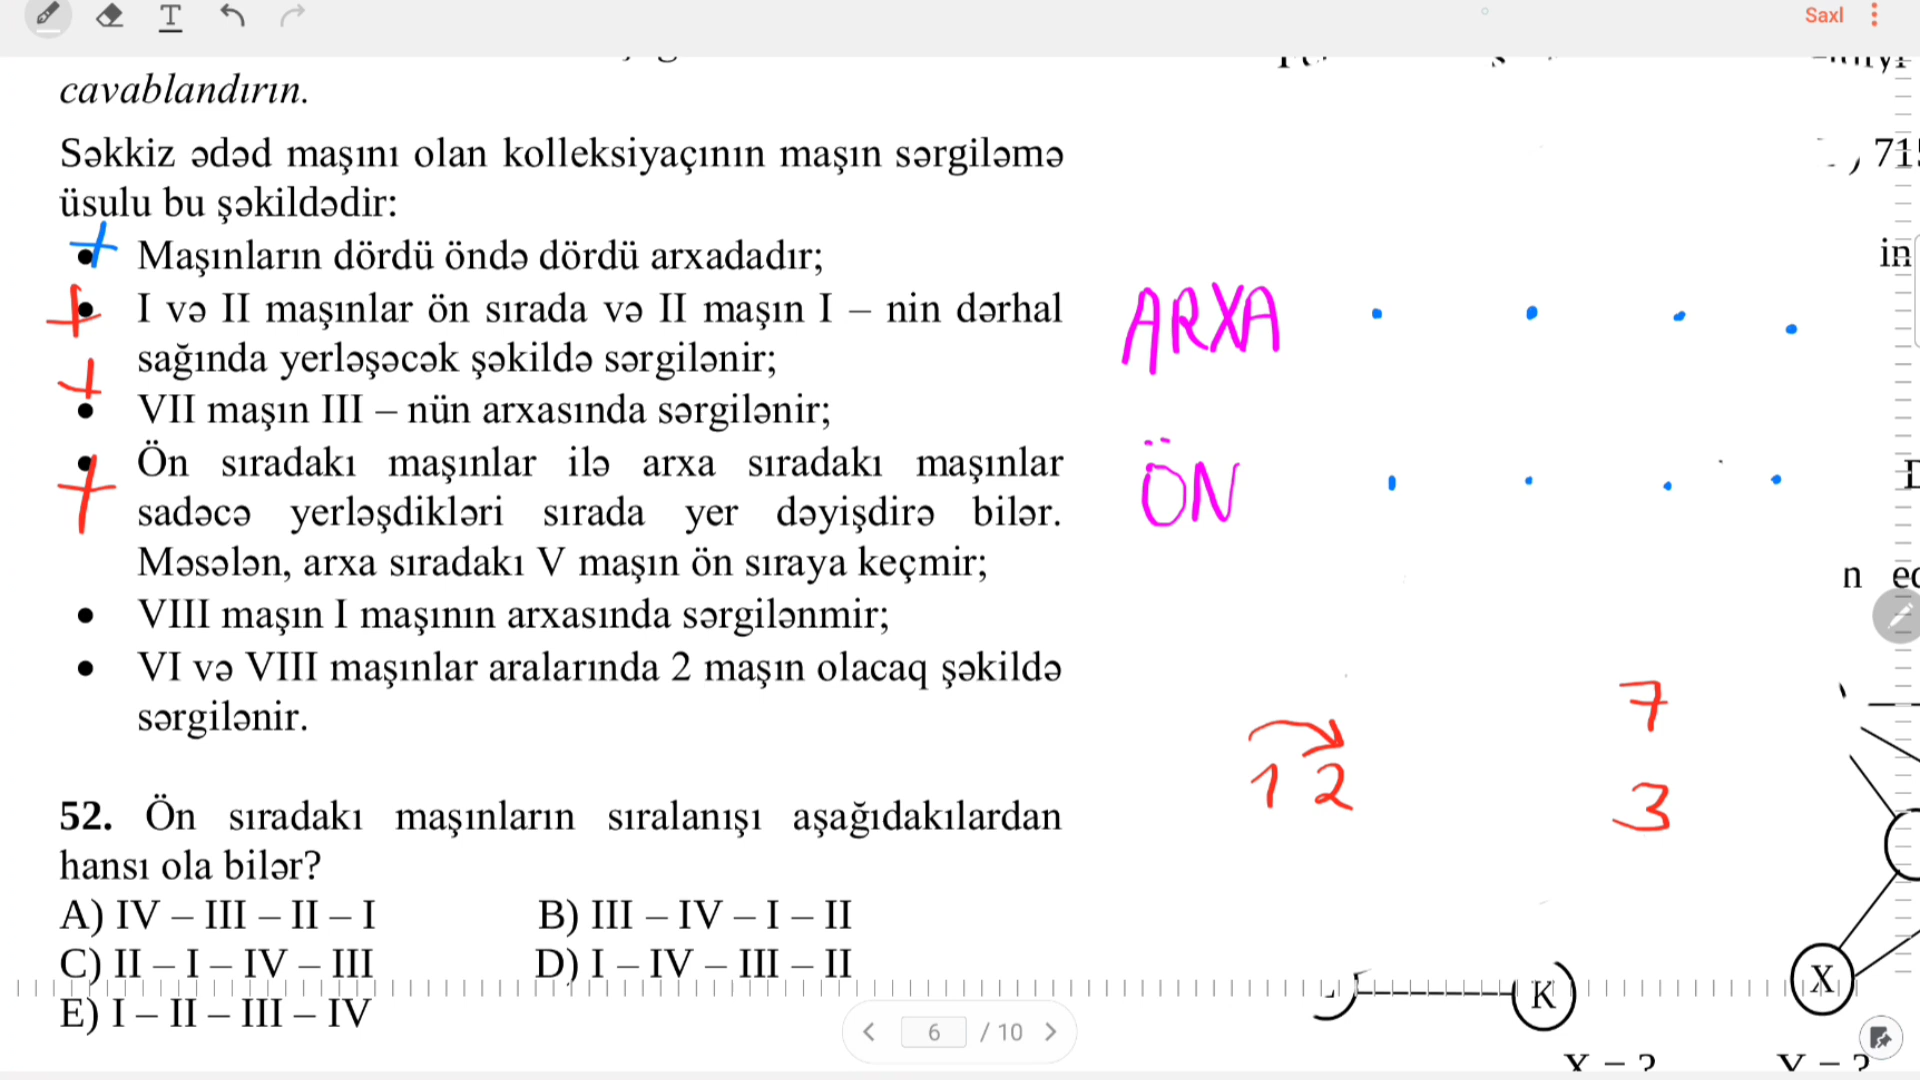 Saxl
cavablandırın.
Səkkiz ədəd maşını olan kolleksiyaçının maşın sərgiləmə
üsulu bu şəkildədir:
• Maşınların dördü öndə dördü arxadadır;
• I və II maşınlar ön sırada və II maşın I – nin dərhal
sağında yerləşəcək şəkildə sərgilənir;
• VII maşın III – nün arxasında sərgilənir;
• Ön sıradakı maşınlar ilə arxa sıradakı maşınlar
sadəcə yerləşdikləri sırada yer dəyişdirə bilər.
Məsələn, arxa sıradakı V maşın ön sıraya keçmir;
• VIII maşın I maşının arxasında sərgilənmir;
• VI və VIII maşınlar aralarında 2 maşın olacaq şəkildə
sərgilənir.
52. Ön sıradakı maşınların sıralanışı aşağıdakılardan
hansı ola bilər?
A) IV – III – II – I B) III – IV – I – II
C) II – I – IV – III D) I – IV – III – II
E) I – II – III – IV
ARXA
ÖN
7
1 2
3
in
n
K
X
6 / 10